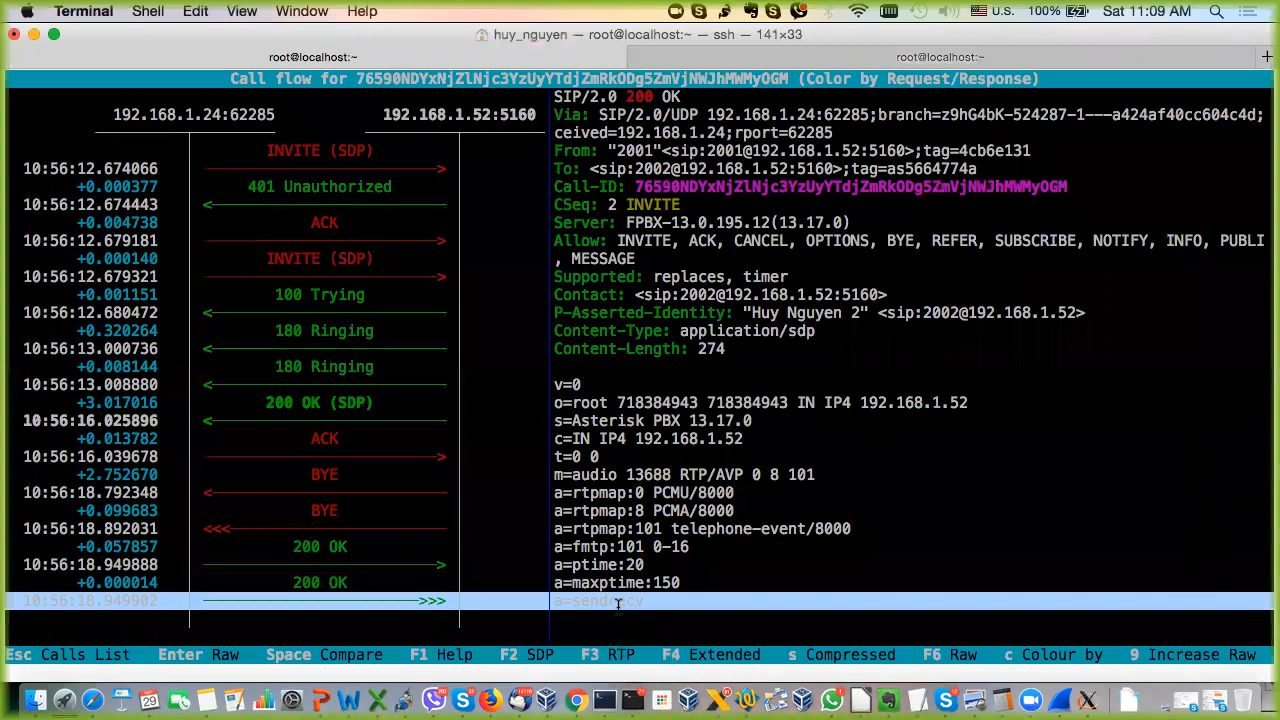 Terminal Shell Edit View Window Help U.S. 100% Sat 11:09 AM
huy_nguyen — root@localhost:~ — ssh — 141×33
root@localhost:~ root@localhost:~
Call flow for 76590NDYxNjZlNjc3YzUyYTdjZmRkODg5ZmVjNWJhMWMyOGM (Color by Request/Response)
192.168.1.24:62285 192.168.1.52:5160
INVITE (SDP)
10:56:12.674066
+0.000377 401 Unauthorized
10:56:12.674443
+0.004738 ACK
10:56:12.679181
+0.000140 INVITE (SDP)
10:56:12.679321
+0.001151 100 Trying
10:56:12.680472
+0.320264 180 Ringing
10:56:13.000736
+0.008144 180 Ringing
10:56:13.008880
+3.017016 200 OK (SDP)
10:56:16.025896
+0.013782 ACK
10:56:16.039678
+2.752670 BYE
10:56:18.792348
+0.099683 BYE
10:56:18.892031 <<<
+0.057857 200 OK
10:56:18.949888
+0.000014 200 OK
10:56:18.949902 >>>
SIP/2.0 200 OK
Via: SIP/2.0/UDP 192.168.1.24:62285;branch=z9hG4bK-524287-1---a424af40cc604c4d;
ceived=192.168.1.24;rport=62285
From: "2001"<sip:2001@192.168.1.52:5160>;tag=4cb6e131
To: <sip:2002@192.168.1.52:5160>;tag=as5664774a
Call-ID: 76590NDYxNjZlNjc3YzUyYTdjZmRkODg5ZmVjNWJhMWMyOGM
CSeq: 2 INVITE
Server: FPBX-13.0.195.12(13.17.0)
Allow: INVITE, ACK, CANCEL, OPTIONS, BYE, REFER, SUBSCRIBE, NOTIFY, INFO, PUBLI
, MESSAGE
Supported: replaces, timer
Contact: <sip:2002@192.168.1.52:5160>
P-Asserted-Identity: "Huy Nguyen 2" <sip:2002@192.168.1.52>
Content-Type: application/sdp
Content-Length: 274
v=0
o=root 718384943 718384943 IN IP4 192.168.1.52
s=Asterisk PBX 13.17.0
c=IN IP4 192.168.1.52
t=0 0
m=audio 13688 RTP/AVP 0 8 101
a=rtpmap:0 PCMU/8000
a=rtpmap:8 PCMA/8000
a=rtpmap:101 telephone-event/8000
a=fmtp:101 0-16
a=ptime:20
a=maxptime:150
a=sendrecv
Esc Calls List Enter Raw Space Compare F1 Help F2 SDP F3 RTP F4 Extended s Compressed F6 Raw c Colour by 9 Increase Raw